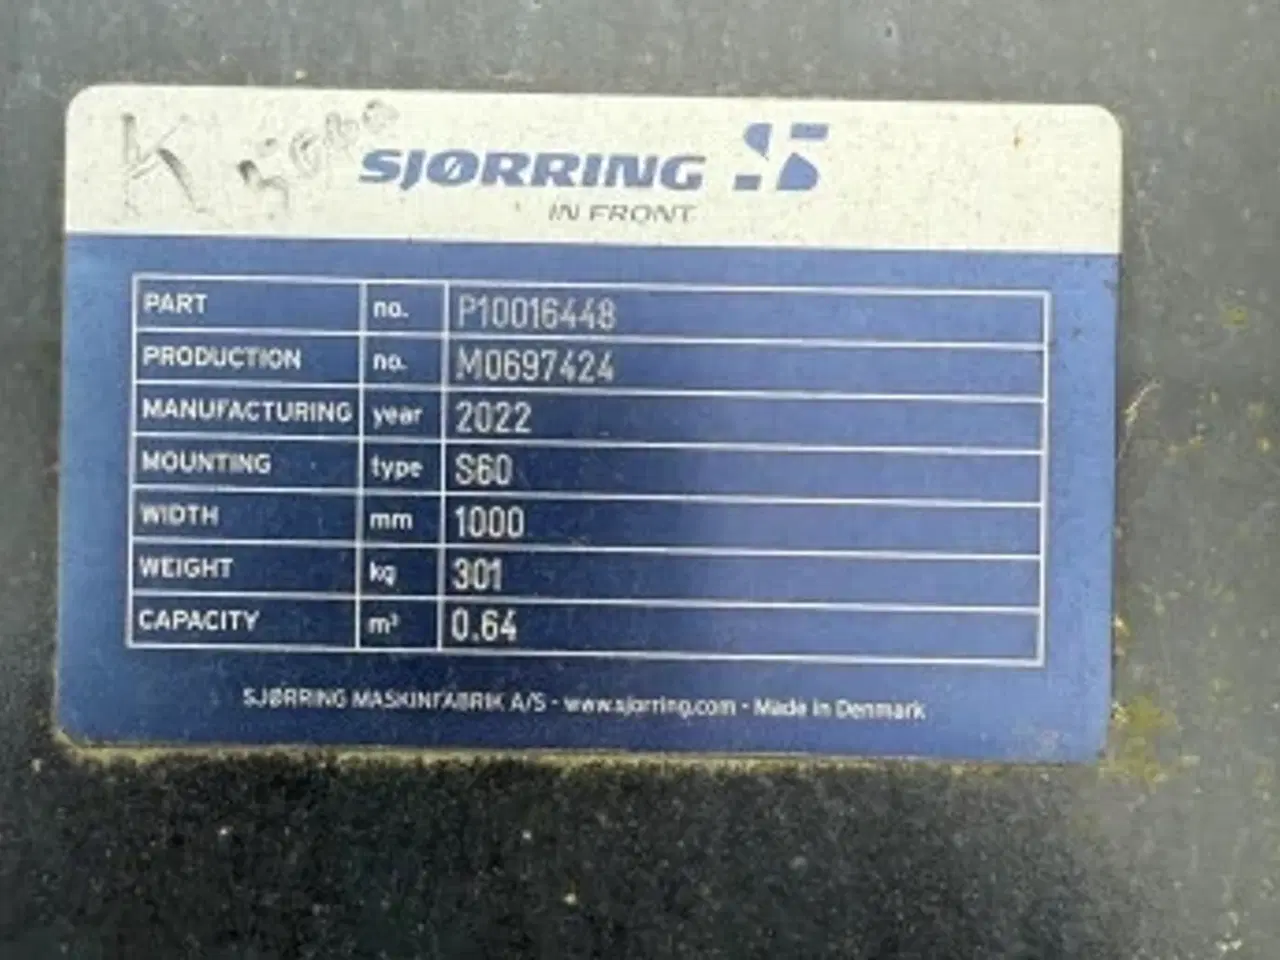 K
SJØRRING
IN FRONT
PART no. P10016448
PRODUCTION no. M0697424
MANUFACTURING year 2022
MOUNTING type S60
WIDTH mm 1000
WEIGHT kg 301
CAPACITY m³ 0.64
SJØRRING MASKINFABRIK A/S - www.sjorring.com - Made in Denmark